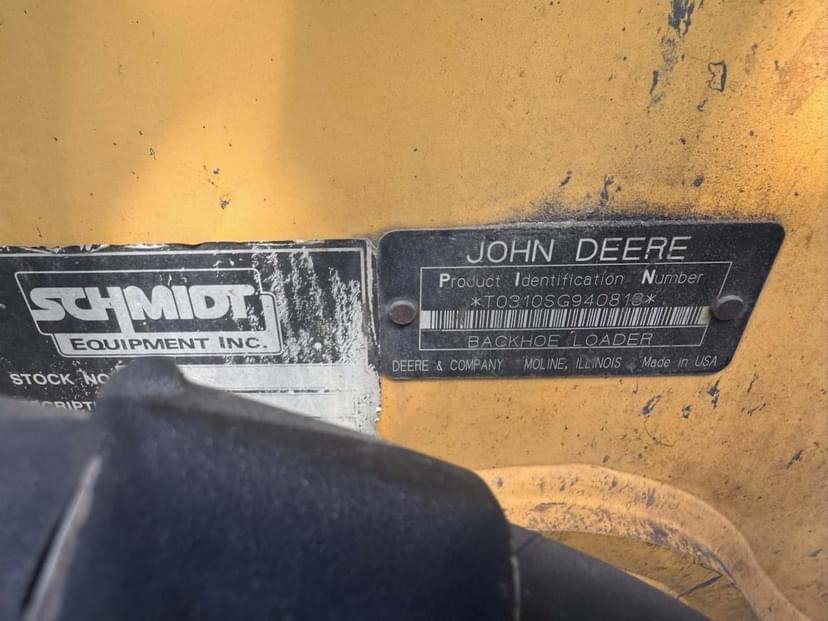 SCHMIDT
EQUIPMENT INC.
STOCK NO
JOHN DEERE
Product Identification Number
BACKHOE LOADER
DEERE & COMPANY MOLINE, ILLINOIS Made in USA